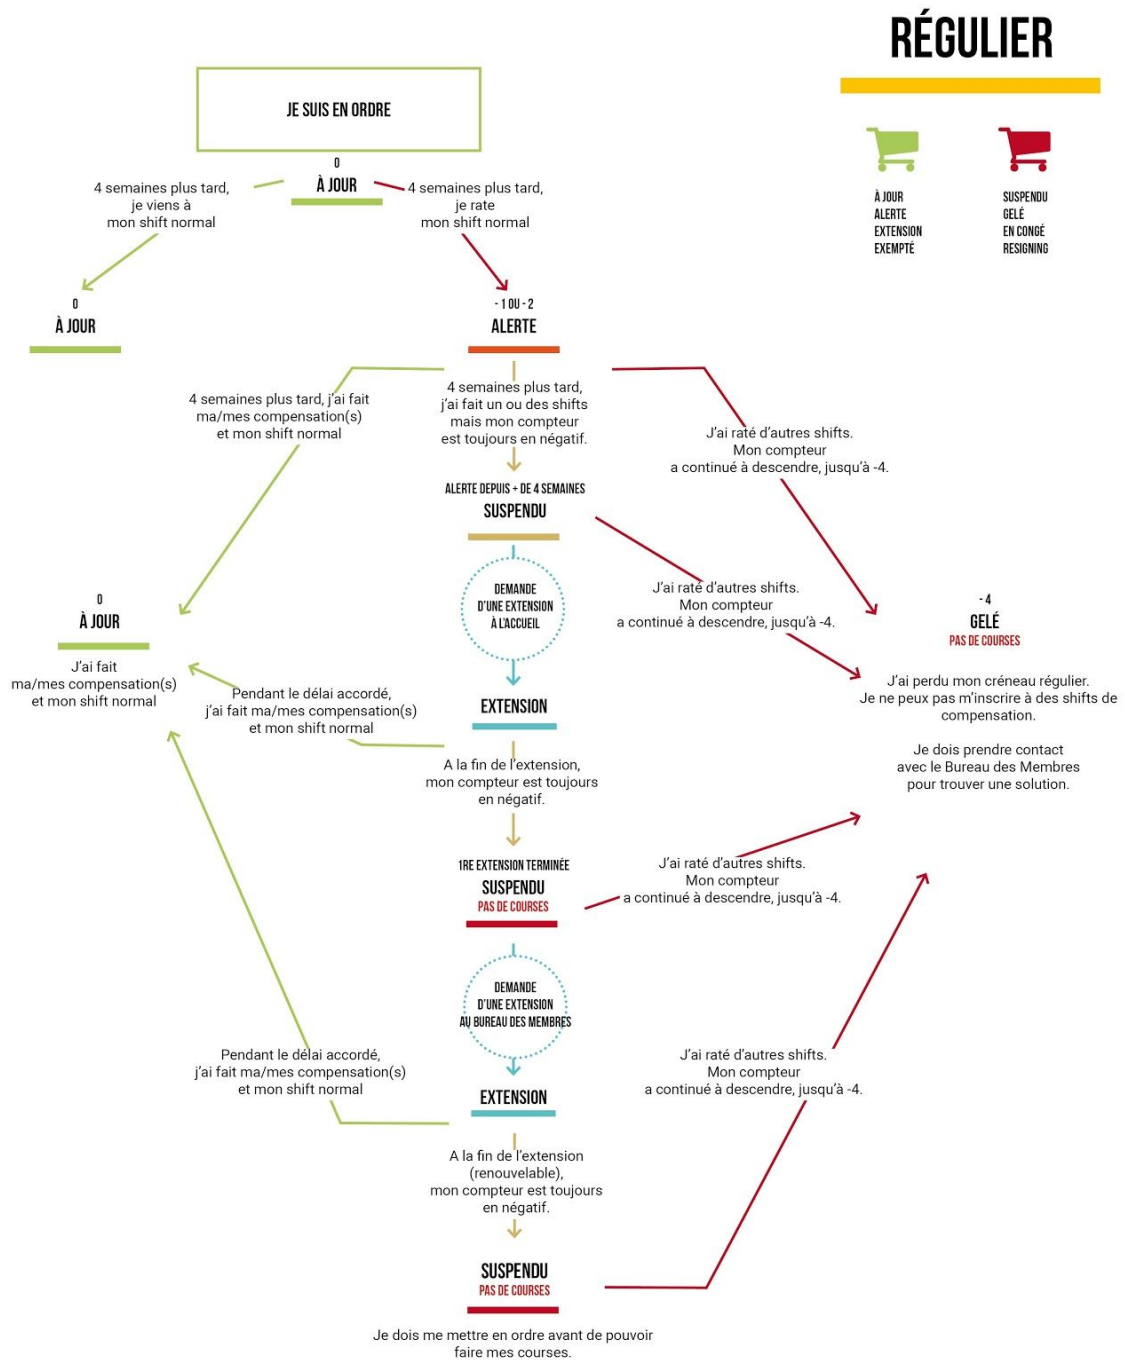 RÉGULIER
À JOUR
ALERTE
EXTENSION
EXEMPTÉ
SUSPENDU
GELÉ
EN CONGÉ
RESIGNING
JE SUIS EN ORDRE
0
À JOUR
4 semaines plus tard,
je viens à
mon shift normal
4 semaines plus tard,
je rate
mon shift normal
0
À JOUR
- 1 OU - 2
ALERTE
4 semaines plus tard, j'ai fait
ma/mes compensation(s)
et mon shift normal
4 semaines plus tard,
j'ai fait un ou des shifts
mais mon compteur
est toujours en négatif.
J'ai raté d'autres shifts.
Mon compteur
a continué à descendre, jusqu'à -4.
ALERTE DEPUIS + DE 4 SEMAINES
SUSPENDU
DEMANDE
D'UNE EXTENSION
À L'ACCUEIL
J'ai raté d'autres shifts.
Mon compteur
a continué à descendre, jusqu'à -4.
0
À JOUR
J'ai fait
ma/mes compensation(s)
et mon shift normal
- 4
GELÉ
PAS DE COURSES
J'ai perdu mon créneau régulier.
Je ne peux pas m'inscrire à des shifts de
compensation.
Je dois prendre contact
avec le Bureau des Membres
pour trouver une solution.
EXTENSION
Pendant le délai accordé,
j'ai fait ma/mes compensation(s)
et mon shift normal
A la fin de l'extension,
mon compteur est toujours
en négatif.
1RE EXTENSION TERMINÉE
SUSPENDU
PAS DE COURSES
J'ai raté d'autres shifts.
Mon compteur
a continué à descendre, jusqu'à -4.
DEMANDE
D'UNE EXTENSION
AU BUREAU DES MEMBRES
EXTENSION
Pendant le délai accordé,
j'ai fait ma/mes compensation(s)
et mon shift normal
J'ai raté d'autres shifts.
Mon compteur
a continué à descendre, jusqu'à -4.
A la fin de l'extension
(renouvelable),
mon compteur est toujours
en négatif.
SUSPENDU
PAS DE COURSES
Je dois me mettre en ordre avant de pouvoir
faire mes courses.